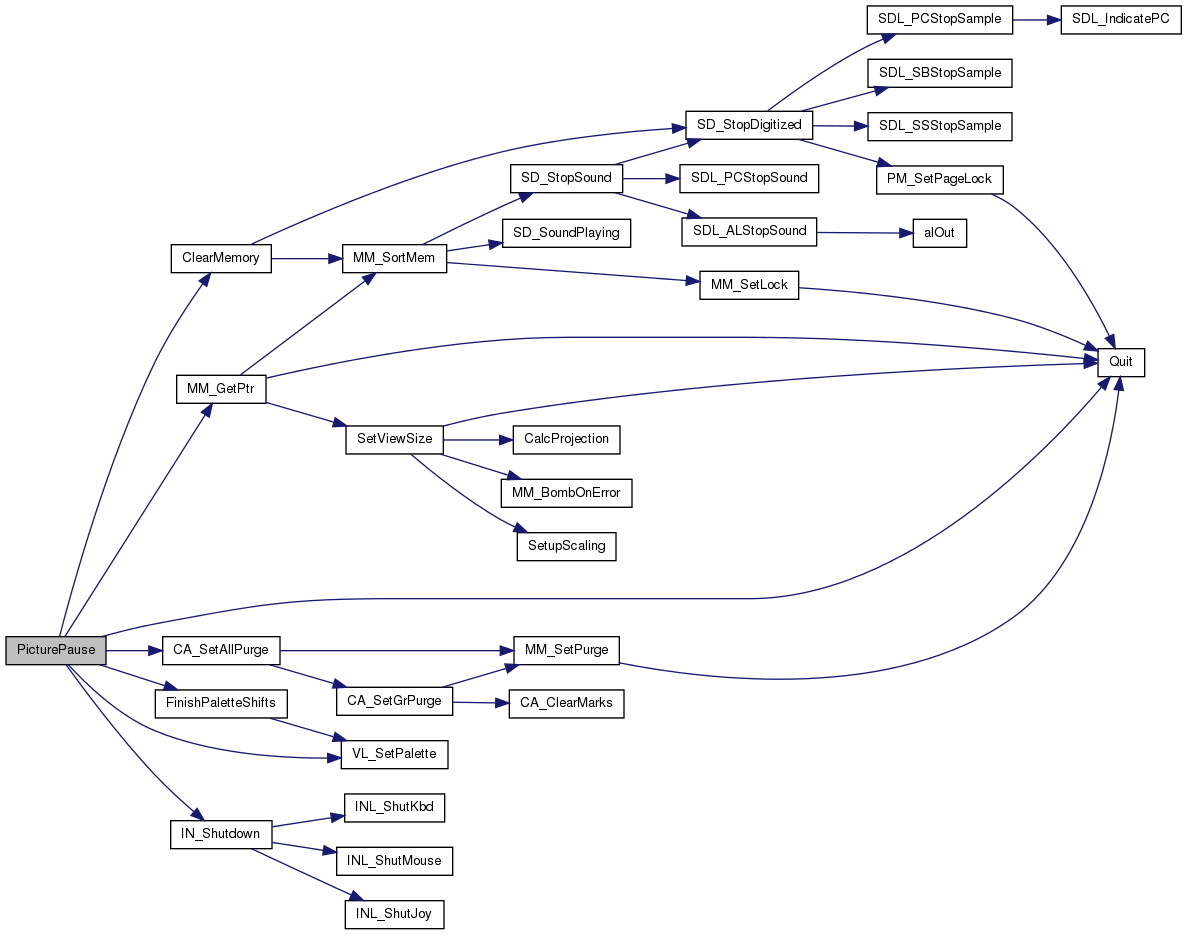 SDL_PCStopSample
SDL_IndicatePC
SDL_SBStopSample
SD_StopDigitized
SDL_SSStopSample
SD_StopSound
SDL_PCStopSound
PM_SetPageLock
SD_SoundPlaying
SDL_ALStopSound
alOut
ClearMemory
MM_SortMem
MM_SetLock
Quit
MM_GetPtr
SetViewSize
CalcProjection
MM_BombOnError
SetupScaling
PicturePause
CA_SetAllPurge
MM_SetPurge
FinishPaletteShifts
CA_SetGrPurge
CA_ClearMarks
VL_SetPalette
INL_ShutKbd
IN_Shutdown
INL_ShutMouse
INL_ShutJoy